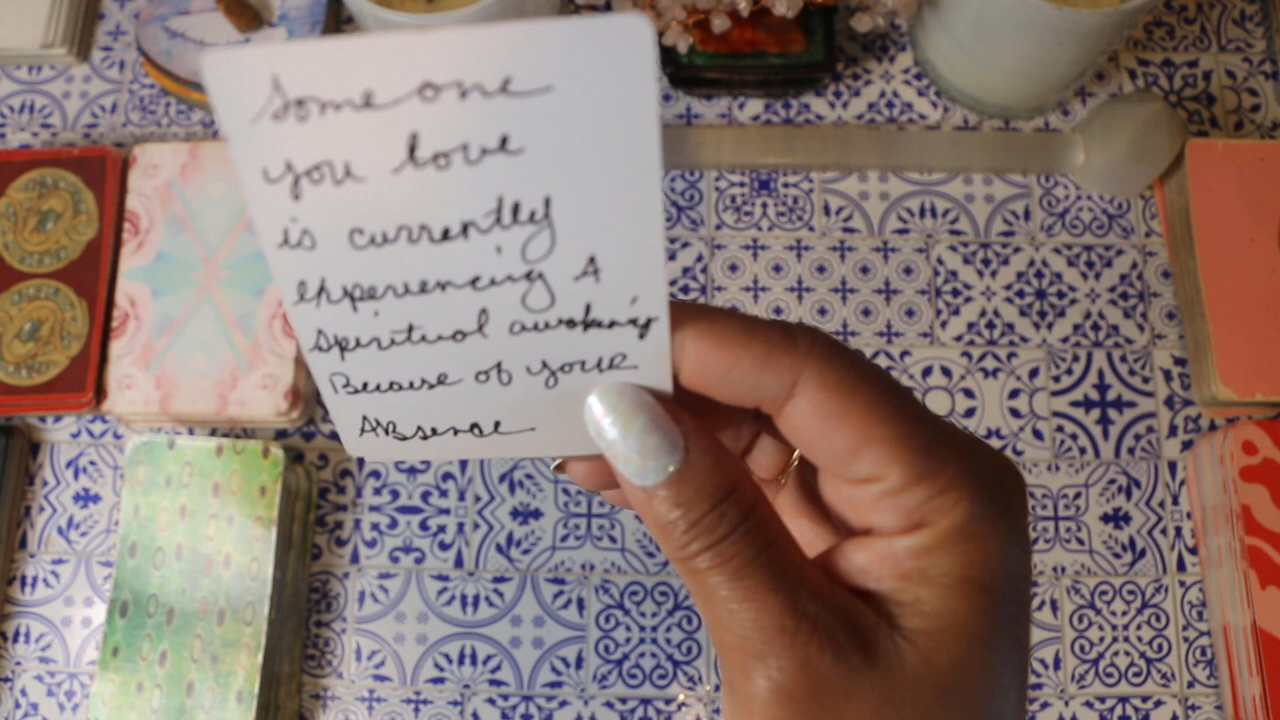 Someone
you love
is currently
experiencing A
spiritual awakening
Because of your
Absence